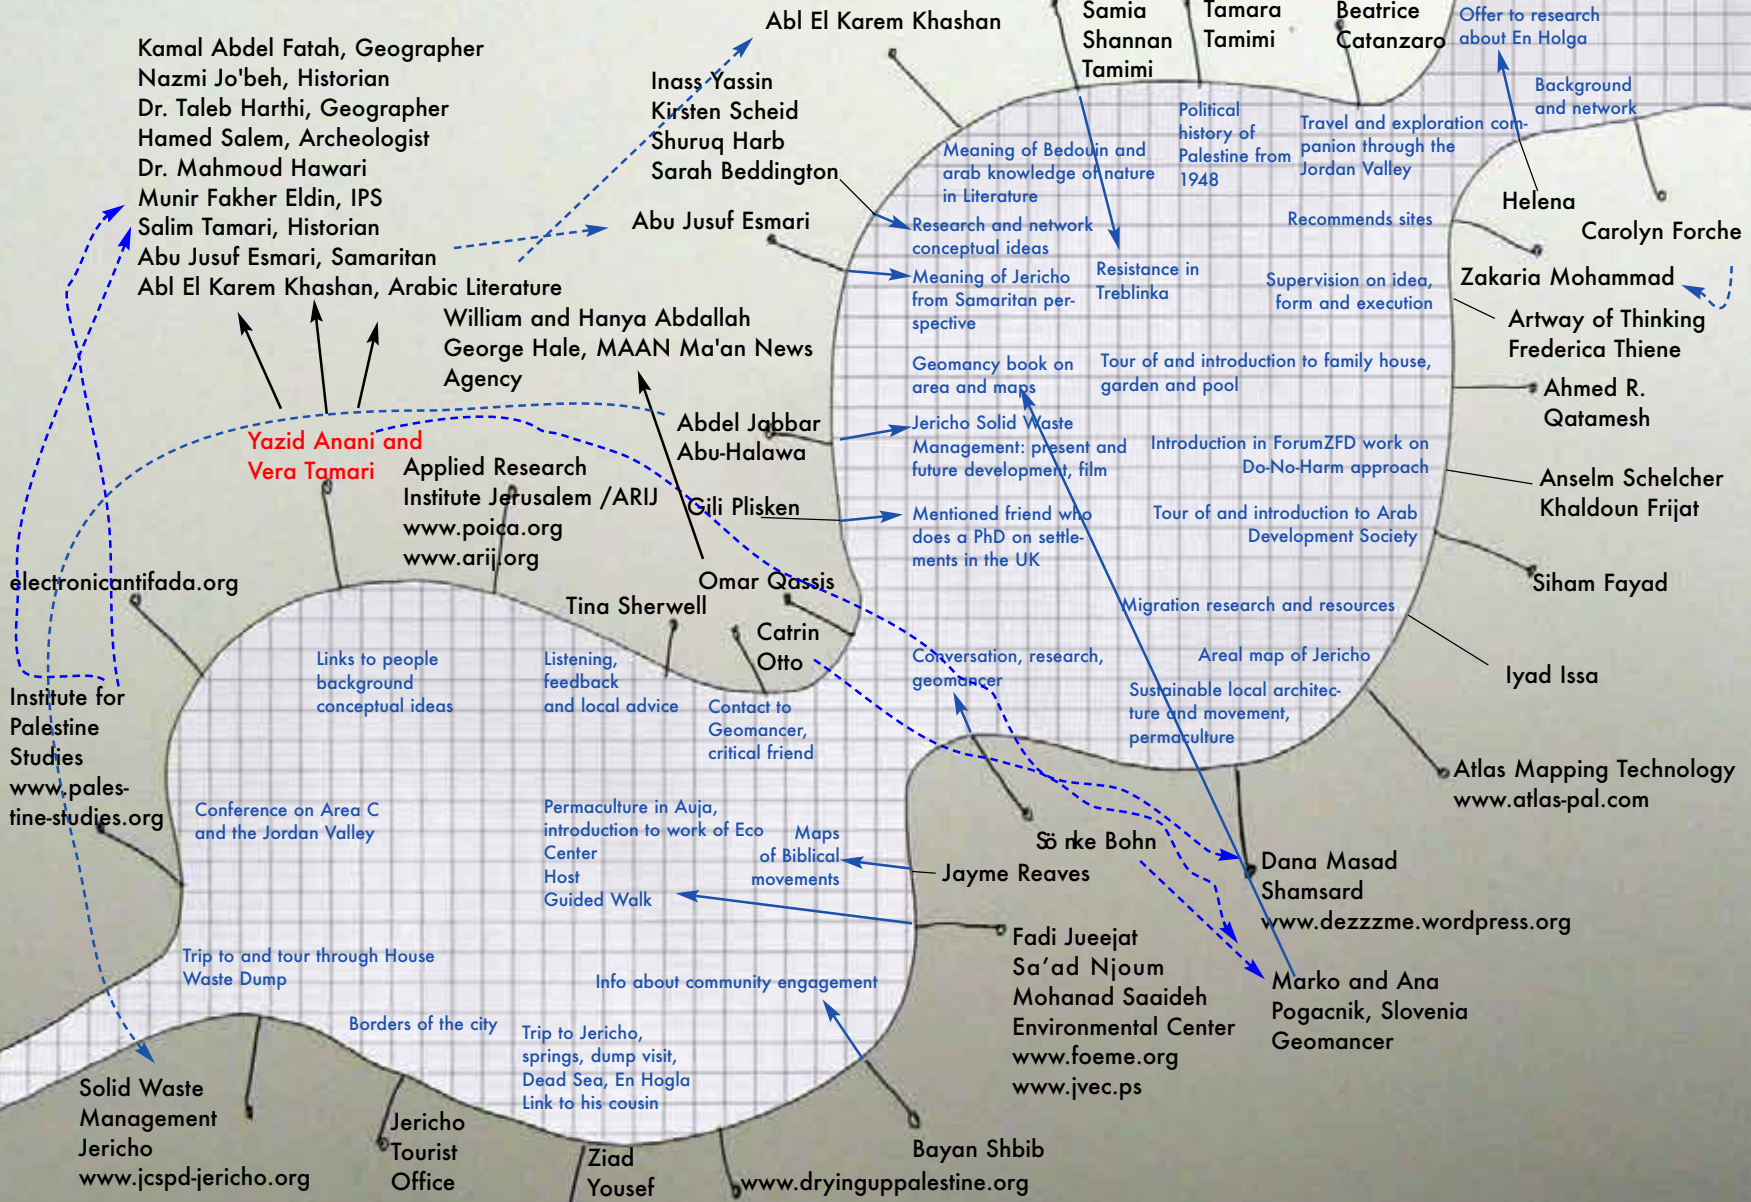 Abl El Karem Khashan
Samia
Shannan
Tamimi
Tamara
Tamimi
Beatrice
Catanzaro
Offer to research
about En Holga
Background
and network
Kamal Abdel Fatah, Geographer
Nazmi Jo'beh, Historian
Dr. Taleb Harthi, Geographer
Hamed Salem, Archeologist
Dr. Mahmoud Hawari
Munir Fakher Eldin, IPS
Salim Tamari, Historian
Abu Jusuf Esmari, Samaritan
Abl El Karem Khashan, Arabic Literature
Inass Yassin
Kirsten Scheid
Shuruq Harb
Sarah Beddington
Abu Jusuf Esmari
William and Hanya Abdallah
George Hale, MAAN Ma'an News
Agency
Yazid Anani and
Vera Tamari
Applied Research
Institute Jerusalem /ARIJ
www.poica.org
www.arij.org
Abdel Jabbar
Abu-Halawa
Gili Plisken
Omar Qassis
Tina Sherwell
Catrin
Otto
electronicantifada.org
Institute for
Palestine
Studies
www.pales-
tine-studies.org
Meaning of Bedouin and
arab knowledge of nature
in Literature
Political
history of
Palestine from
1948
Travel and exploration com-
panion through the
Jordan Valley
Research and network
conceptual ideas
Recommends sites
Meaning of Jericho
from Samaritan per-
spective
Resistance in
Treblinka
Supervision on idea,
form and execution
Geomancy book on
area and maps
Tour of and introduction to family house,
garden and pool
Jericho Solid Waste
Management: present and
future development, film
Introduction in ForumZFD work on
Do-No-Harm approach
Mentioned friend who
does a PhD on settle-
ments in the UK
Tour of and introduction to Arab
Development Society
Migration research and resources
Conversation, research,
geomancer
Areal map of Jericho
Sustainable local architec-
ture and movement,
permaculture
Helena
Carolyn Forche
Zakaria Mohammad
Artway of Thinking
Frederica Thiene
Ahmed R.
Qatamesh
Anselm Schelcher
Khaldoun Frijat
Siham Fayad
Iyad Issa
Atlas Mapping Technology
www.atlas-pal.com
Links to people
background
conceptual ideas
Listening,
feedback
and local advice
Contact to
Geomancer,
critical friend
Conference on Area C
and the Jordan Valley
Permaculture in Auja,
introduction to work of Eco
Center
Host
Guided Walk
Maps
of Biblical
movements
Trip to and tour through House
Waste Dump
Info about community engagement
Borders of the city
Trip to Jericho,
springs, dump visit,
Dead Sea, En Hogla
Link to his cousin
Sö nke Bohn
Jayme Reaves
Dana Masad
Shamsard
www.dezzzme.wordpress.org
Fadi Jueejat
Sa’ad Njoum
Mohanad Saaideh
Environmental Center
www.foeme.org
www.jvec.ps
Marko and Ana
Pogacnik, Slovenia
Geomancer
Solid Waste
Management
Jericho
www.jcspd-jericho.org
Jericho
Tourist
Office
Ziad
Yousef
Bayan Shbib
www.dryinguppalestine.org